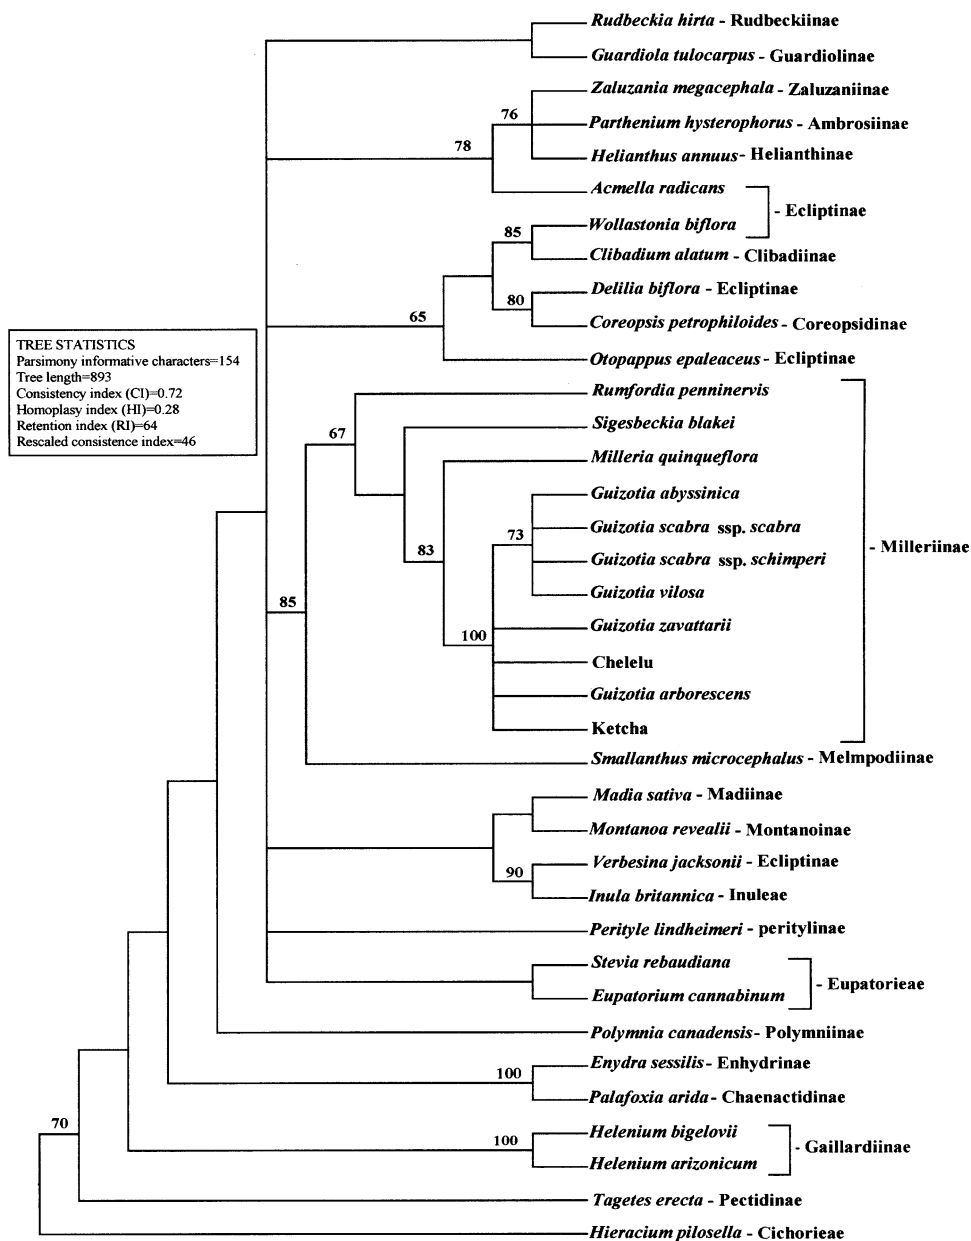 Rudbeckia hirta - Rudbeckiinae
Guardiola tulocarpus - Guardiolinae
Zaluzania megacephala - Zaluzaniinae
76
Parthenium hysterophorus - Ambrosiinae
78
Helianthus annuus- Helianthinae
Acmella radicans
- Ecliptinae
Wollastonia biflora
85
Clibadium alatum - Clibadiinae
Delilia biflora - Ecliptinae
80
65
Coreopsis petrophiloides - Coreopsidinae
Otopappus epaleaceus - Ecliptinae
TREE STATISTICS
Parsimony informative characters=154
Tree length=893
Consistency index (CI)=0.72
Homoplasy index (HI)=0.28
Retention index (RI)=64
Rescaled consistence index=46
Rumfordia penninervis
67
Sigesbeckia blakei
Milleria quinqueflora
Guizotia abyssinica
73
Guizotia scabra ssp. scabra
- Milleriinae
83
Guizotia scabra ssp. schimperi
Guizotia vilosa
85
100
Guizotia zavattarii
Chelelu
Guizotia arborescens
Ketcha
Smallanthus microcephalus - Melmpodiinae
Madia sativa - Madiinae
Montanoa revealii - Montanoinae
Verbesina jacksonii - Ecliptinae
90
Inula britannica - Inuleae
Perityle lindheimeri - peritylinae
Stevia rebaudiana
- Eupatorieae
Eupatorium cannabinum
Polymnia canadensis- Polymniinae
Enydra sessilis- Enhydrinae
100
Palafoxia arida- Chaenactidinae
70
Helenium bigelovii
100
- Gaillardiinae
Helenium arizonicum
Tagetes erecta - Pectidinae
Hieracium pilosella - Cichorieae